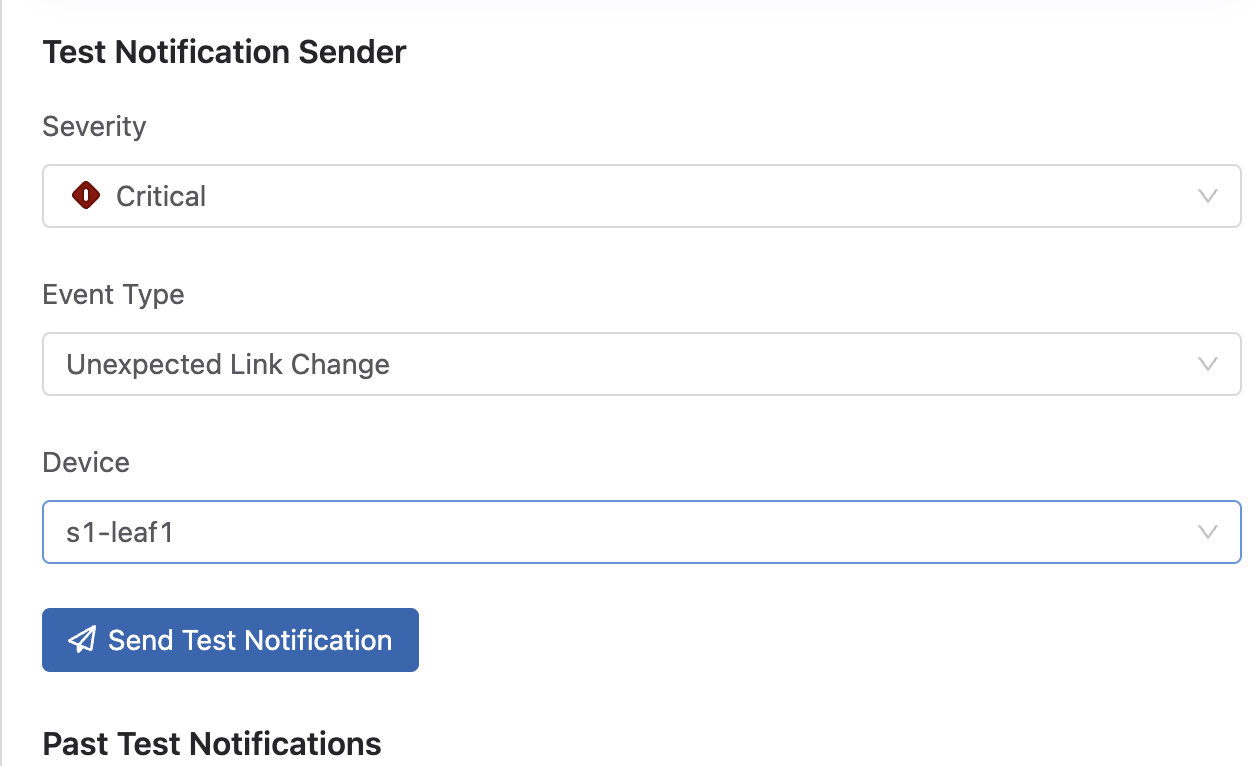 Test Notification Sender
Severity
Critical
Event Type
Unexpected Link Change
Device
s1-leaf1
Send Test Notification
Past Test Notifications